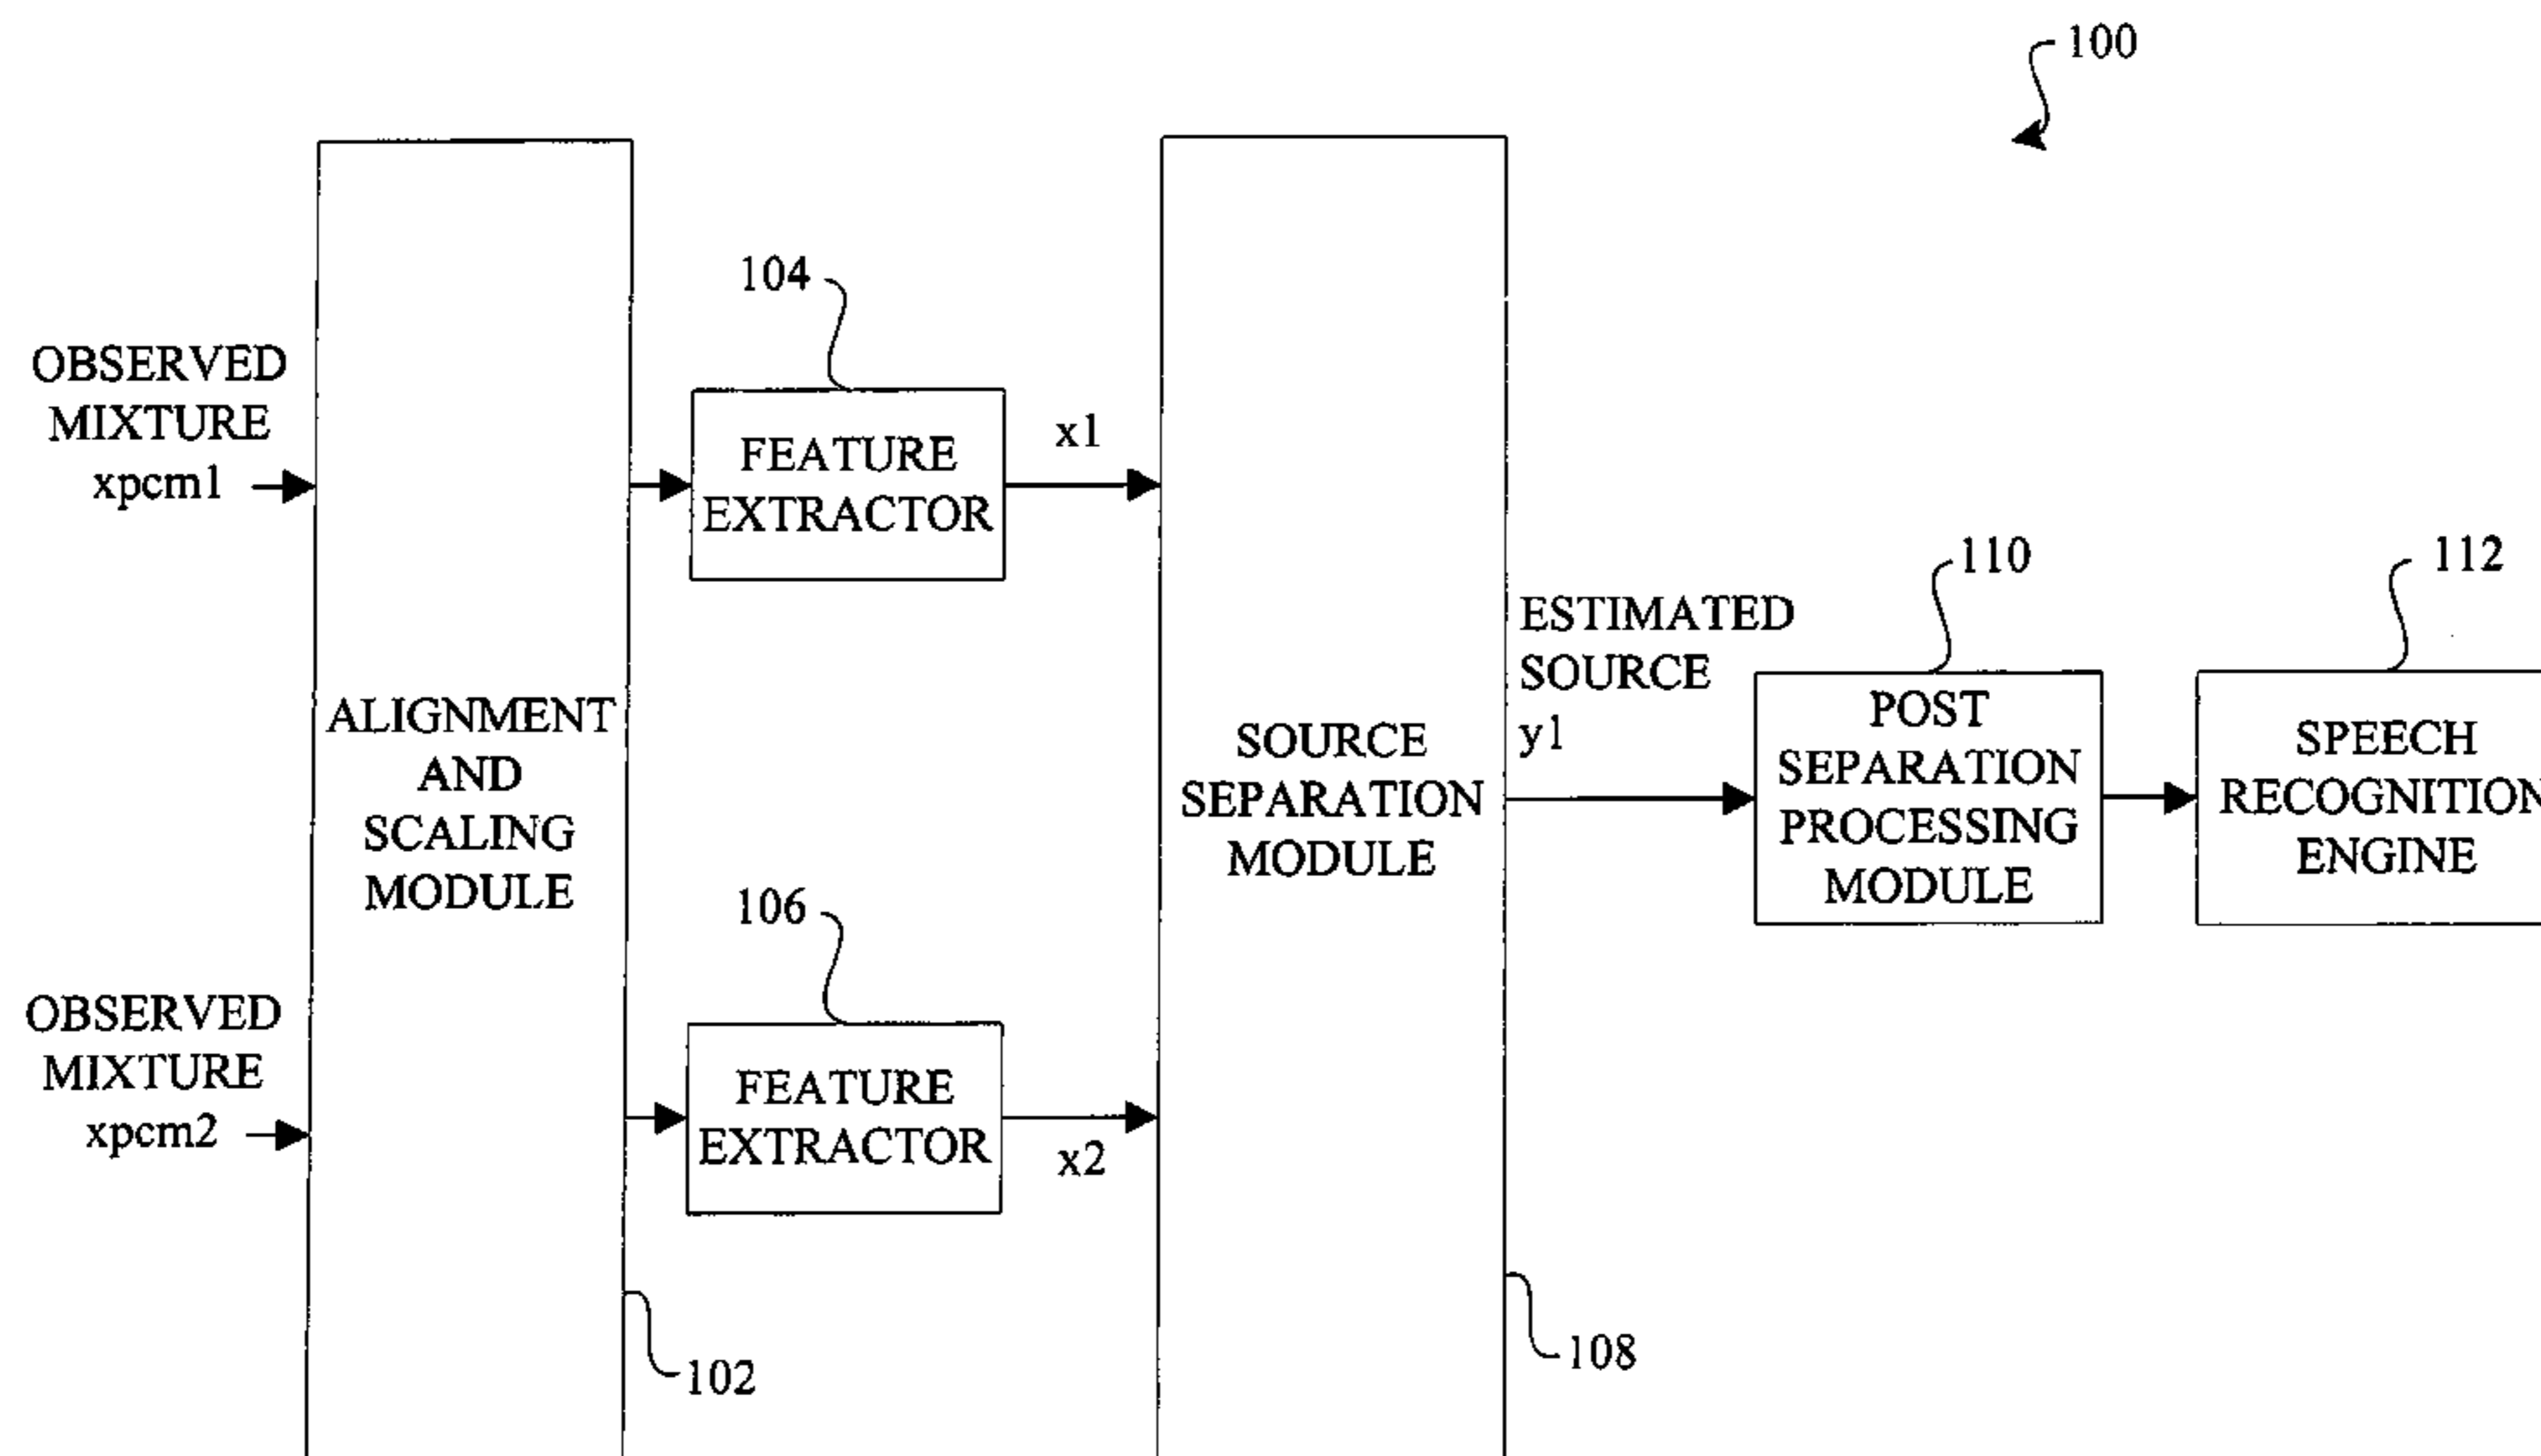 100
104
OBSERVED
MIXTURE
xpcm1
FEATURE
EXTRACTOR
x1
ALIGNMENT
AND
SCALING
MODULE
106
OBSERVED
MIXTURE
xpcm2
FEATURE
EXTRACTOR
x2
102
SOURCE
SEPARATION
MODULE
108
ESTIMATED
SOURCE
y1
110
POST
SEPARATION
PROCESSING
MODULE
112
SPEECH
RECOGNITION
ENGINE